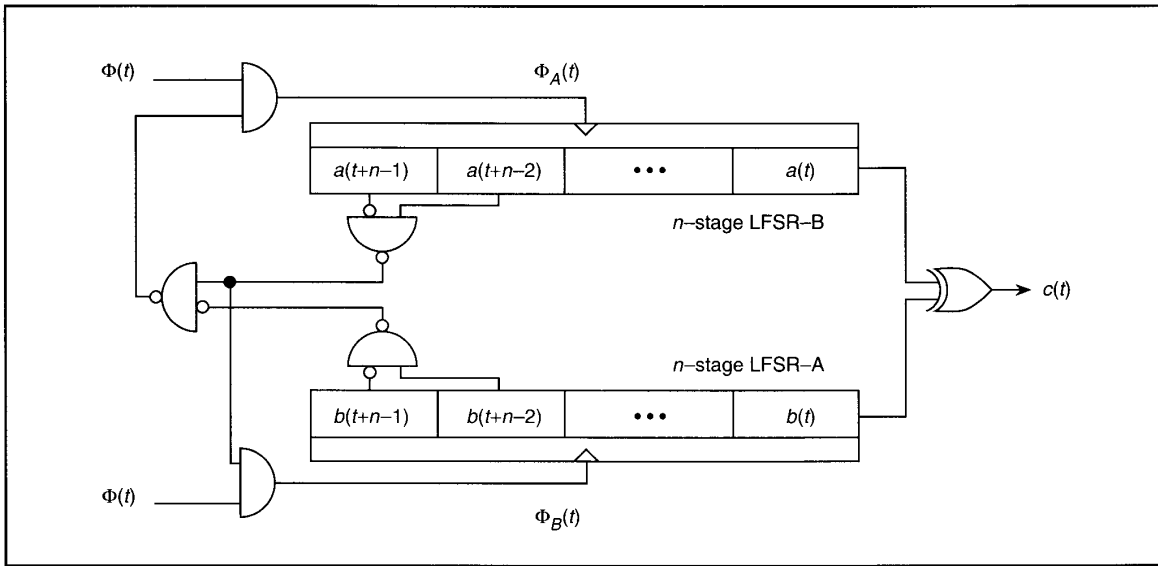 Φ(t)
Φ_A(t)
a(t+n−1) a(t+n−2) ••• a(t)
n−stage LFSR−B
c(t)
n−stage LFSR−A
b(t+n−1) b(t+n−2) ••• b(t)
Φ(t)
Φ_B(t)